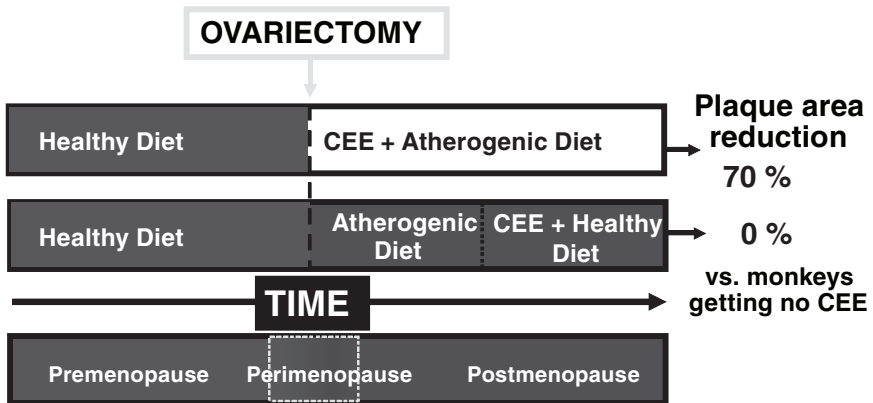 OVARIECTOMY
Healthy Diet
CEE + Atherogenic Diet
Plaque area
reduction
70 %
Healthy Diet
Atherogenic
Diet
CEE + Healthy
Diet
0 %
vs. monkeys
getting no CEE
TIME
Premenopause
Perimenopause
Postmenopause